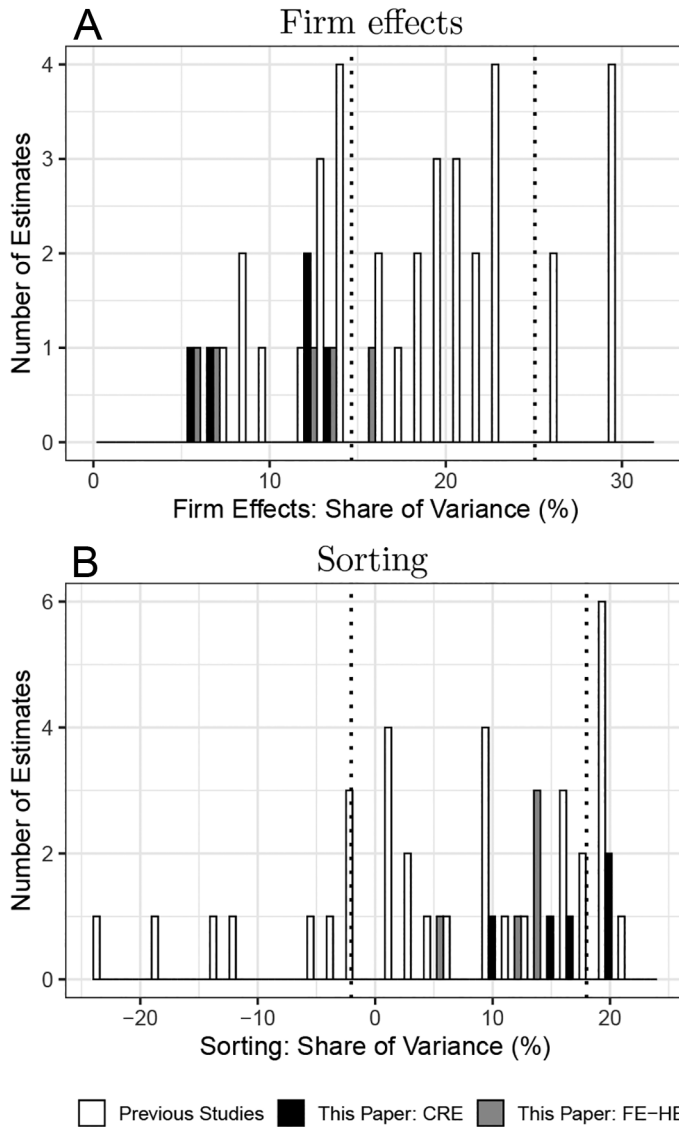 A Firm effects
4
3
2
1
0
Number of Estimates
0 10 20 30
Firm Effects: Share of Variance (%)
B Sorting
6
4
2
0
Number of Estimates
−20 −10 0 10 20
Sorting: Share of Variance (%)
Previous Studies This Paper: CRE This Paper: FE−HE